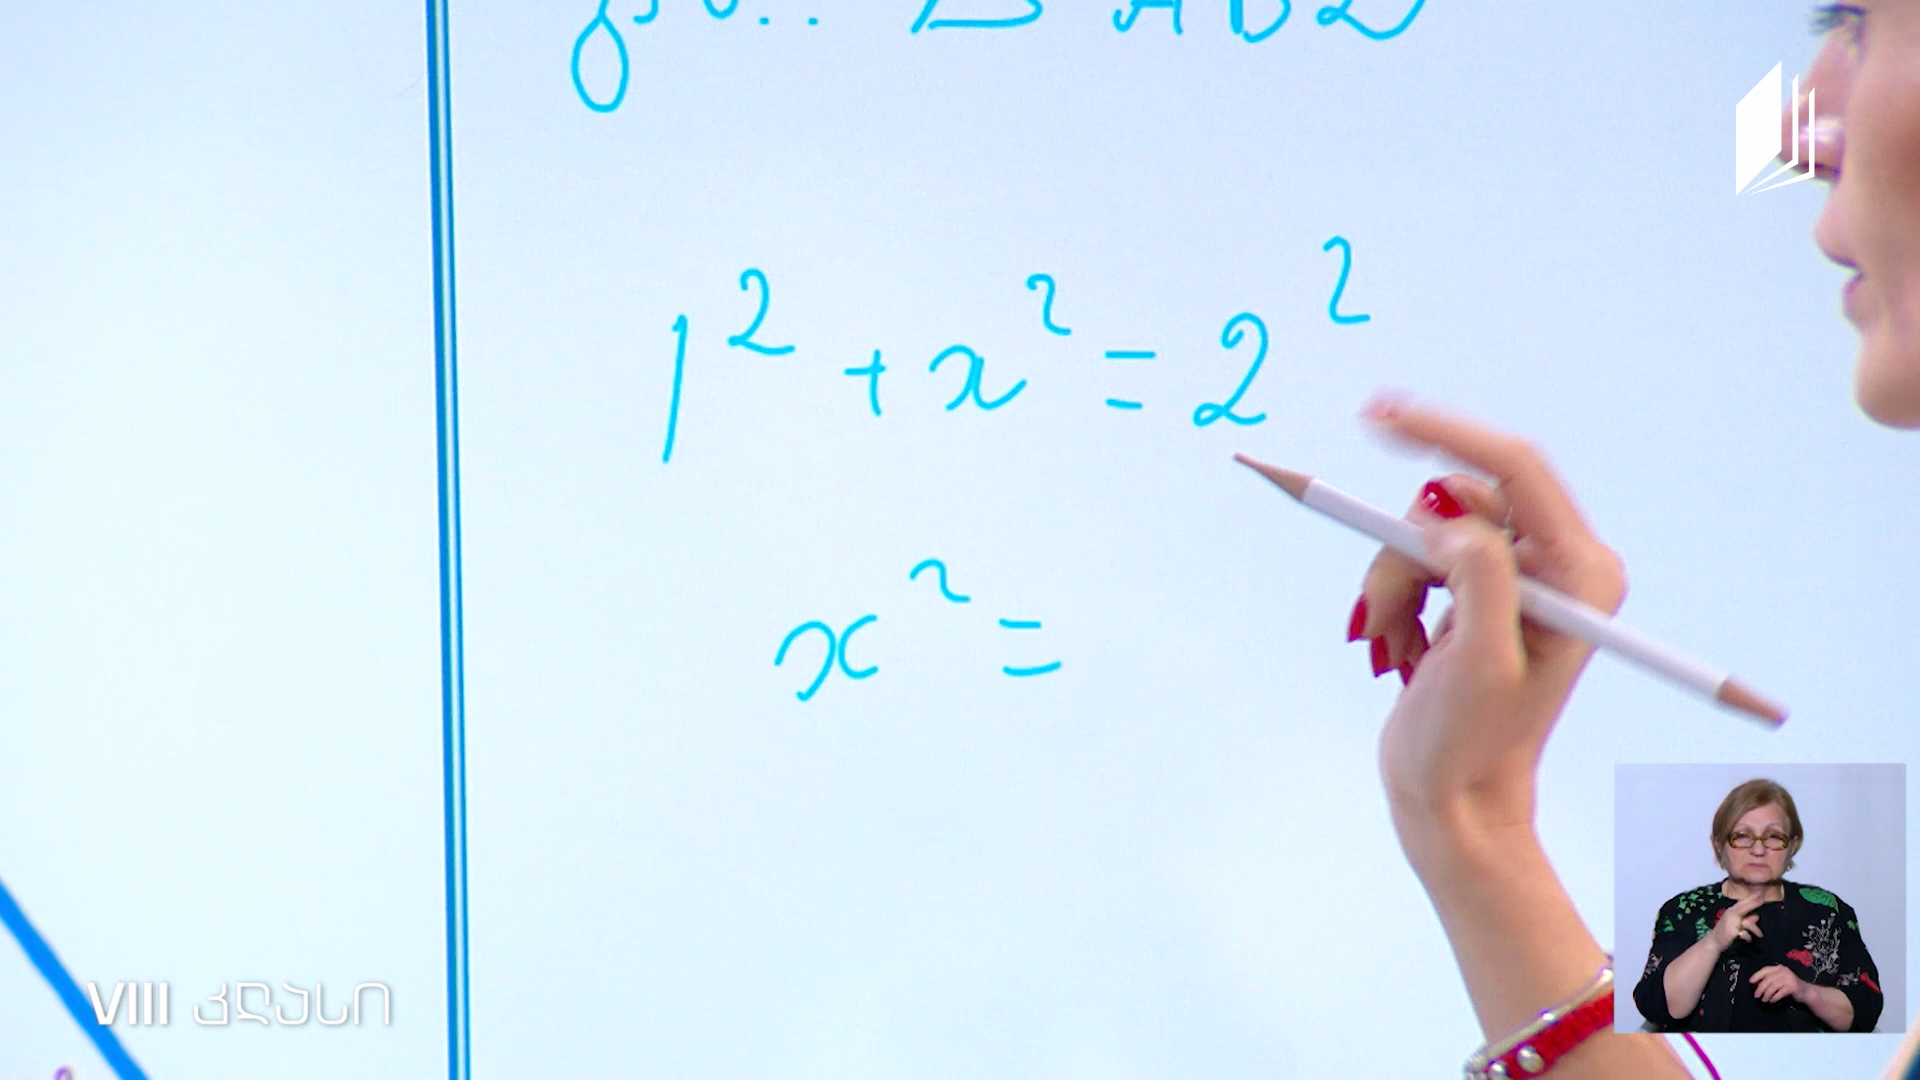 1² + x² = 2²
x² =
VIII კლასი